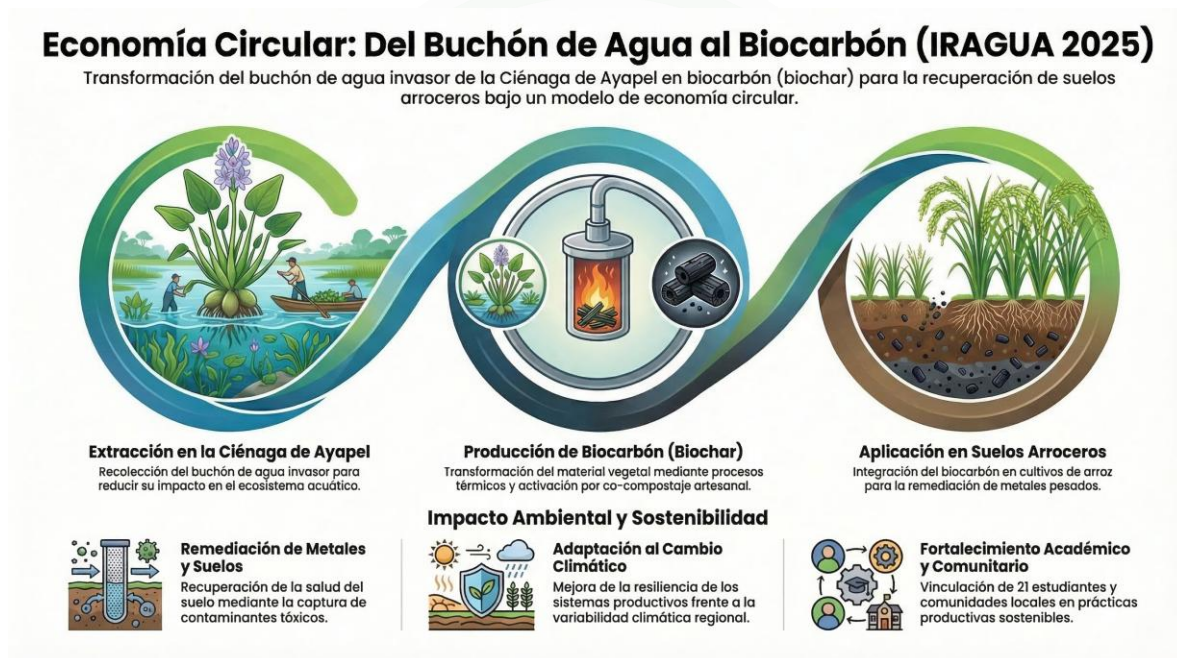 Economía Circular: Del Buchón de Agua al Biocarbón (IRAGUA 2025)
Transformación del buchón de agua invasor de la Ciénaga de Ayapel en biocarbón (biochar) para la recuperación de suelos
arroceros bajo un modelo de economía circular.
Extracción en la Ciénaga de Ayapel
Recolección del buchón de agua invasor para
reducir su impacto en el ecosistema acuático.
Producción de Biocarbón (Biochar)
Transformación del material vegetal mediante procesos
térmicos y activación por co-compostaje artesanal.
Aplicación en Suelos Arroceros
Integración del biocarbón en cultivos de arroz
para la remediación de metales pesados.
Impacto Ambiental y Sostenibilidad
Remediación de Metales
y Suelos
Recuperación de la salud del
suelo mediante la captura de
contaminantes tóxicos.
Adaptación al Cambio
Climático
Mejora de la resiliencia de los
sistemas productivos frente a la
variabilidad climática regional.
Fortalecimiento Académico
y Comunitario
Vinculación de 21 estudiantes y
comunidades locales en prácticas
productivas sostenibles.